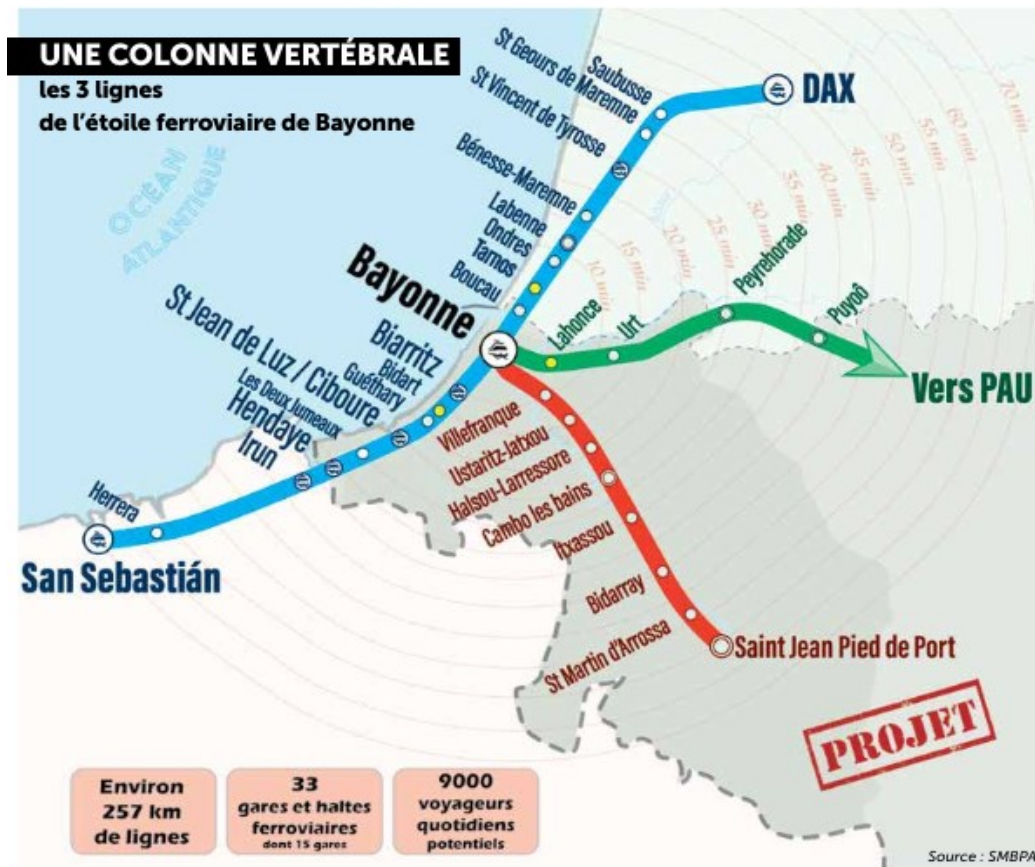 UNE COLONNE VERTÉBRALE
les 3 lignes
de l'étoile ferroviaire de Bayonne
OCÉAN
ATLANTIQUE
DAX
Saubusse
St Geours de Maremne
St Vincent de Tyrosse
Bénesse-Maremne
Labenne
Ondres
Tarnos
Boucau
Bayonne
Biarritz
Bidart
Guéthary
St Jean de Luz / Ciboure
Les Deux Jumeaux
Hendaye
Irun
Herrera
San Sebastián
Lahonce
Urt
Peyrehorade
Puyoô
Vers PAU
Villefranque
Ustaritz-Jatxou
Halsou-Larressore
Cambo les bains
Itxassou
Bidarray
St Martin d'Arrossa
Saint Jean Pied de Port
10 min
15 min
20 min
25 min
30 min
35 min
40 min
45 min
50 min
55 min
60 min
70 min
PROJET
Environ
257 km
de lignes
33
gares et haltes
ferroviaires
dont 15 gares
9000
voyageurs
quotidiens
potentiels